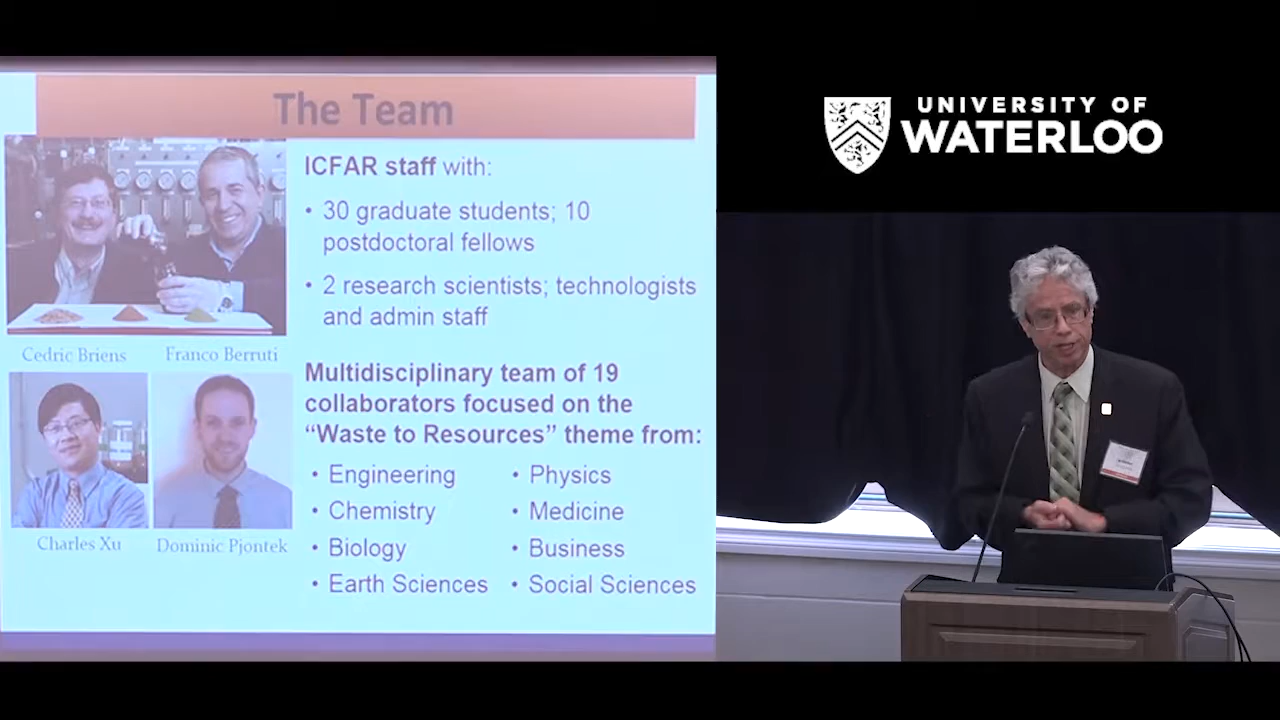 The Team
ICFAR staff with:
• 30 graduate students; 10
postdoctoral fellows
• 2 research scientists; technologists
and admin staff
Cedric Briens
Franco Berruti
Multidisciplinary team of 19
collaborators focused on the
“Waste to Resources” theme from:
• Engineering
• Physics
• Chemistry
• Medicine
• Biology
• Business
• Earth Sciences
• Social Sciences
Charles Xu
Dominic Pjontek
UNIVERSITY OF
WATERLOO